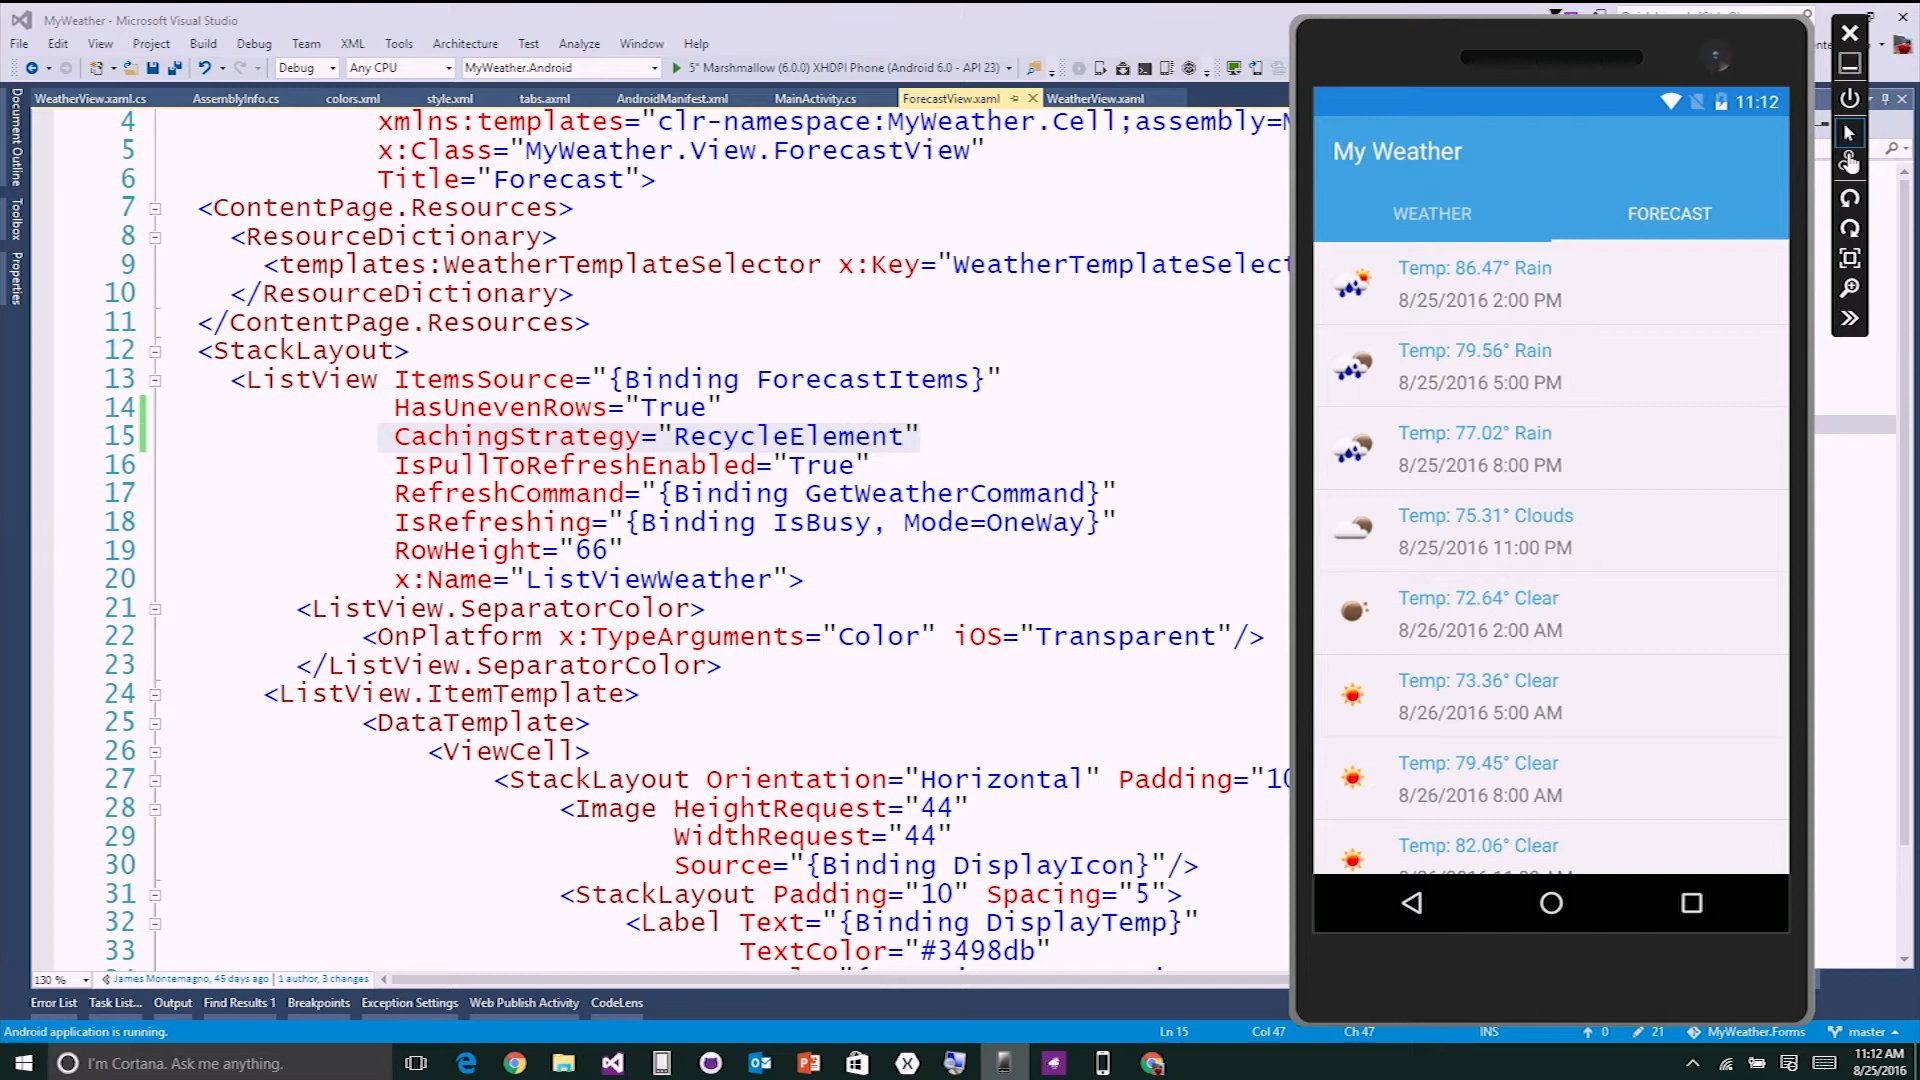 MyWeather - Microsoft Visual Studio
File Edit View Project Build Debug Team XML Tools Architecture Test Analyze Window Help
Debug Any CPU MyWeather.Android 5" Marshmallow (6.0.0) XHDPI Phone (Android 6.0 - API 23)
WeatherView.xaml.cs AssemblyInfo.cs colors.xml style.xml tabs.axml AndroidManifest.xml MainActivity.cs ForecastView.xaml WeatherView.xaml
Document Outline
Toolbox
Properties
4 xmlns:templates="clr-namespace:MyWeather.Cell;assembly=M
5 x:Class="MyWeather.View.ForecastView"
6 Title="Forecast">
7 <ContentPage.Resources>
8 <ResourceDictionary>
9 <templates:WeatherTemplateSelector x:Key="WeatherTemplateSelect
10 </ResourceDictionary>
11 </ContentPage.Resources>
12 <StackLayout>
13 <ListView ItemsSource="{Binding ForecastItems}"
14 HasUnevenRows="True"
15 CachingStrategy="RecycleElement"
16 IsPullToRefreshEnabled="True"
17 RefreshCommand="{Binding GetWeatherCommand}"
18 IsRefreshing="{Binding IsBusy, Mode=OneWay}"
19 RowHeight="66"
20 x:Name="ListViewWeather">
21 <ListView.SeparatorColor>
22 <OnPlatform x:TypeArguments="Color" iOS="Transparent"/>
23 </ListView.SeparatorColor>
24 <ListView.ItemTemplate>
25 <DataTemplate>
26 <ViewCell>
27 <StackLayout Orientation="Horizontal" Padding="10
28 <Image HeightRequest="44"
29 WidthRequest="44"
30 Source="{Binding DisplayIcon}"/>
31 <StackLayout Padding="10" Spacing="5">
32 <Label Text="{Binding DisplayTemp}"
33 TextColor="#3498db"
130 % James Montemagno, 45 days ago | 1 author, 3 changes
Error List Task List... Output Find Results 1 Breakpoints Exception Settings Web Publish Activity CodeLens
Android application is running. Ln 15 Col 47 Ch 47 INS 0 21 MyWeather.Forms master
I'm Cortana. Ask me anything.
11:12 AM
8/25/2016
11:12
My Weather
WEATHER FORECAST
Temp: 86.47° Rain
8/25/2016 2:00 PM
Temp: 79.56° Rain
8/25/2016 5:00 PM
Temp: 77.02° Rain
8/25/2016 8:00 PM
Temp: 75.31° Clouds
8/25/2016 11:00 PM
Temp: 72.64° Clear
8/26/2016 2:00 AM
Temp: 73.36° Clear
8/26/2016 5:00 AM
Temp: 79.45° Clear
8/26/2016 8:00 AM
Temp: 82.06° Clear